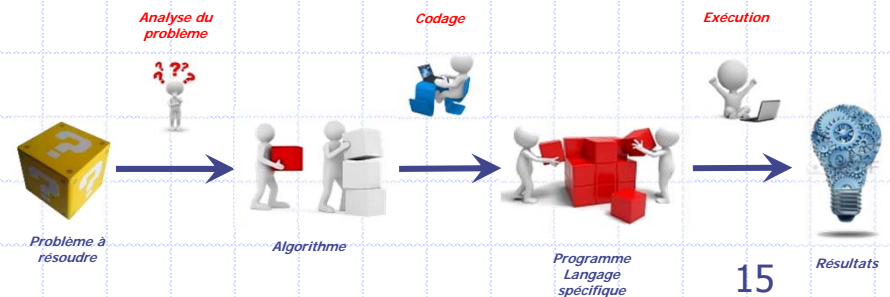 Analyse du
problème
Codage
Exécution
Problème à
résoudre
Algorithme
Programme
Langage
spécifique
15
Résultats